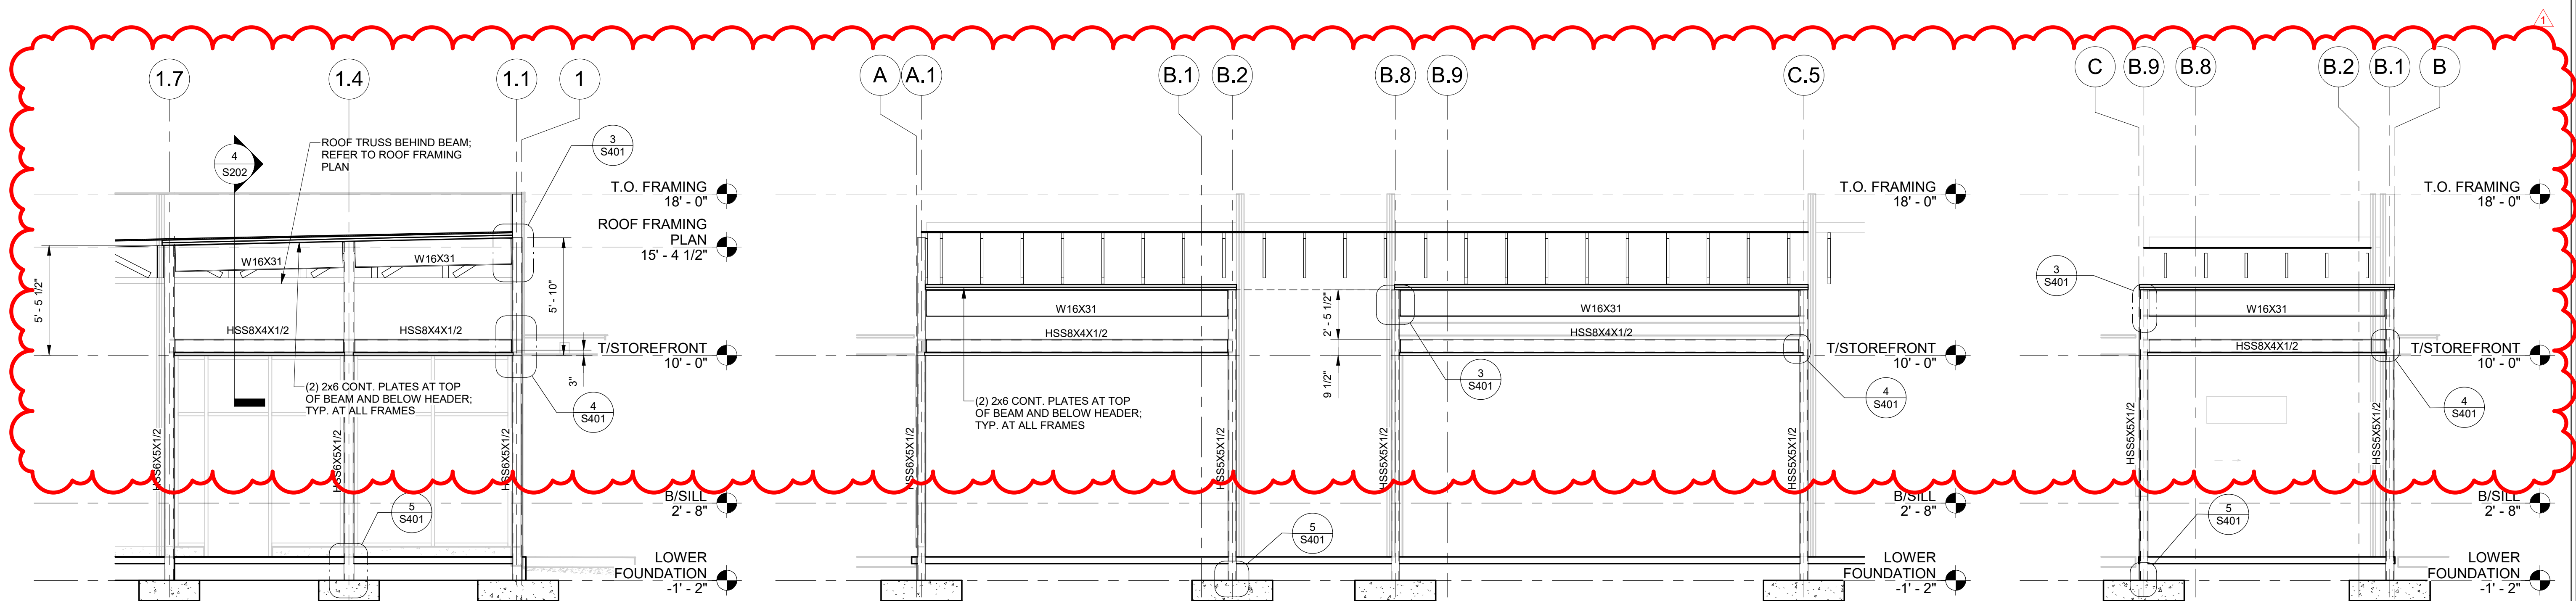 1
1.7
1.4
1.1
1
4
S202
ROOF TRUSS BEHIND BEAM;
REFER TO ROOF FRAMING
PLAN
3
S401
T.O. FRAMING
18' - 0"
ROOF FRAMING
PLAN
15' - 4 1/2"
W16X31
W16X31
5' - 5 1/2"
5' - 10"
HSS8X4X1/2
HSS8X4X1/2
T/STOREFRONT
10' - 0"
3"
(2) 2x6 CONT. PLATES AT TOP
OF BEAM AND BELOW HEADER;
TYP. AT ALL FRAMES
4
S401
HSS6X5X1/2
HSS6X5X1/2
HSS6X5X1/2
B/SILL
2' - 8"
5
S401
LOWER
FOUNDATION
-1' - 2"
A
A.1
B.1
B.2
B.8
B.9
C.5
T.O. FRAMING
18' - 0"
W16X31
W16X31
2' - 5 1/2"
HSS8X4X1/2
HSS8X4X1/2
T/STOREFRONT
10' - 0"
9 1/2"
3
S401
4
S401
(2) 2x6 CONT. PLATES AT TOP
OF BEAM AND BELOW HEADER;
TYP. AT ALL FRAMES
HSS6X5X1/2
HSS5X5X1/2
HSS5X5X1/2
HSS5X5X1/2
B/SILL
2' - 8"
5
S401
LOWER
FOUNDATION
-1' - 2"
C
B.9
B.8
B.2
B.1
B
T.O. FRAMING
18' - 0"
3
S401
W16X31
HSS8X4X1/2
T/STOREFRONT
10' - 0"
4
S401
HSS5X5X1/2
HSS5X5X1/2
B/SILL
2' - 8"
5
S401
LOWER
FOUNDATION
-1' - 2"